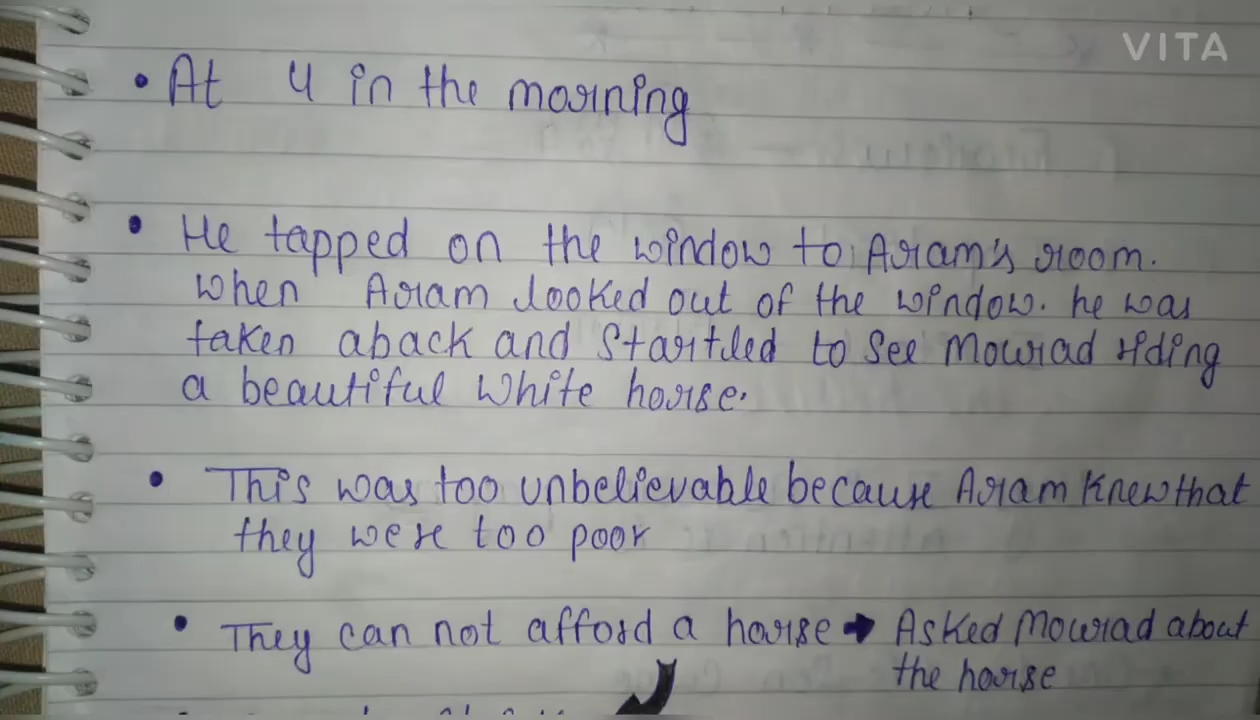 VITA
• At 4 in the morning
• He tapped on the window to Aram's room.
when Aram looked out of the window. he was
taken aback and startled to see Mourad riding
a beautiful white horse.
• This was too unbelievable because Aram knew that
they were too poor
• They can not afford a horse → Asked Mourad about
the horse